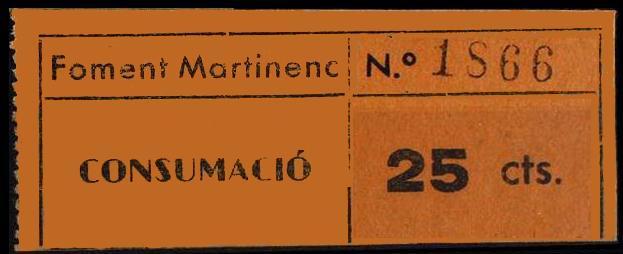 Foment Martinenc N.º 1866
CONSUMACIÓ 25 cts.